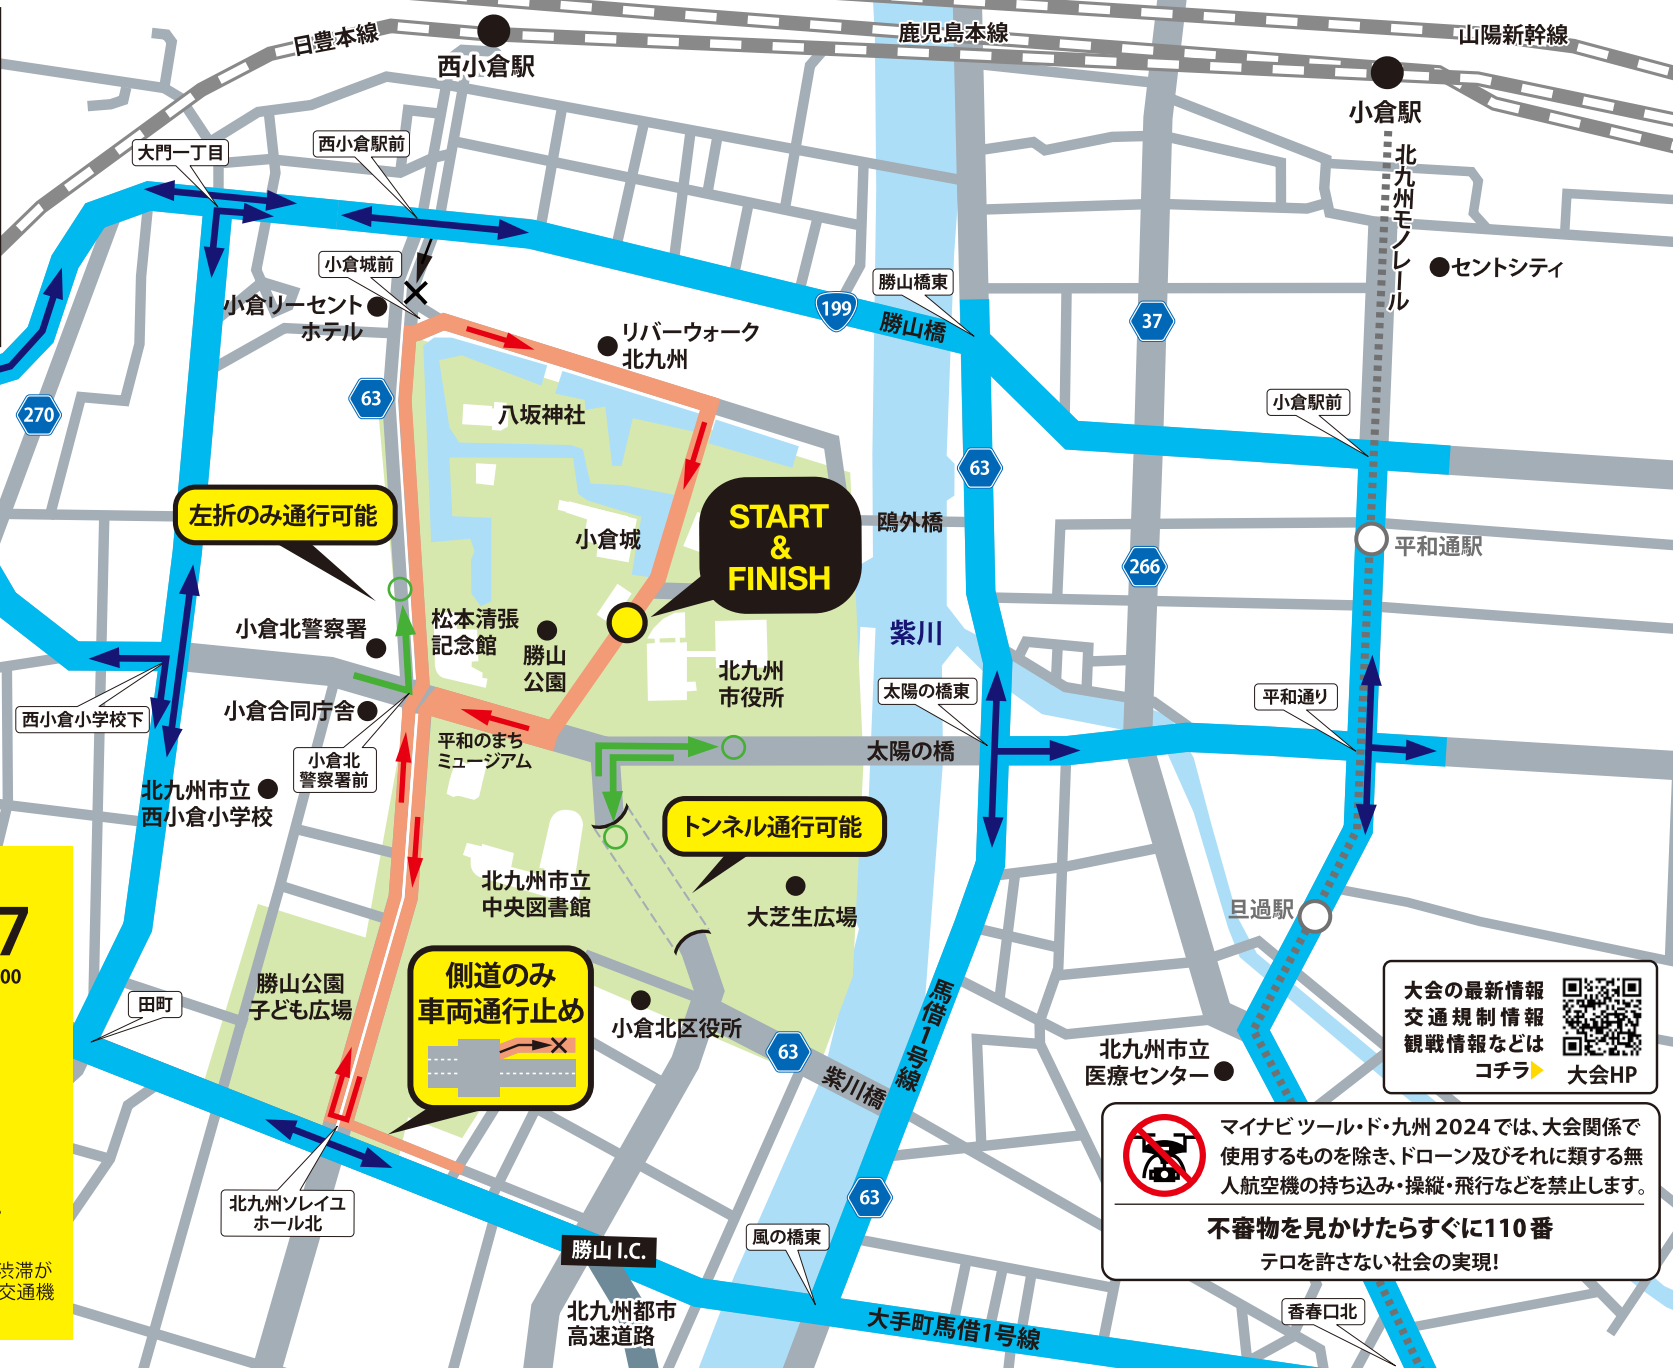 日豊本線
西小倉駅
鹿児島本線
山陽新幹線
小倉駅
北九州モノレール
大門一丁目
西小倉駅前
小倉城前
小倉リーセント
ホテル
リバーウォーク
北九州
199
勝山橋
勝山橋東
37
セントシティ
270
63
八坂神社
小倉駅前
63
左折のみ通行可能
小倉城
START
&
FINISH
鴎外橋
266
平和通駅
小倉北警察署
松本清張
記念館
勝山
公園
北九州
市役所
紫川
太陽の橋東
平和通り
西小倉小学校下
小倉合同庁舎
小倉北
警察署前
平和のまち
ミュージアム
太陽の橋
北九州市立
西小倉小学校
トンネル通行可能
北九州市立
中央図書館
大芝生広場
旦過駅
7
00
勝山公園
子ども広場
田町
側道のみ
車両通行止め
小倉北区役所
63
紫川橋
馬借1号線
北九州市立
医療センター
大会の最新情報
交通規制情報
観戦情報などは
コチラ
大会HP
マイナビ ツール・ド・九州 2024 では、大会関係で
使用するものを除き、ドローン及びそれに類する無
人航空機の持ち込み・操縦・飛行などを禁止します。
不審物を見かけたらすぐに110番
テロを許さない社会の実現!
北九州ソレイユ
ホール北
63
勝山 I.C.
風の橋東
北九州都市
高速道路
大手町馬借1号線
香春口北
渋滞が
交通機